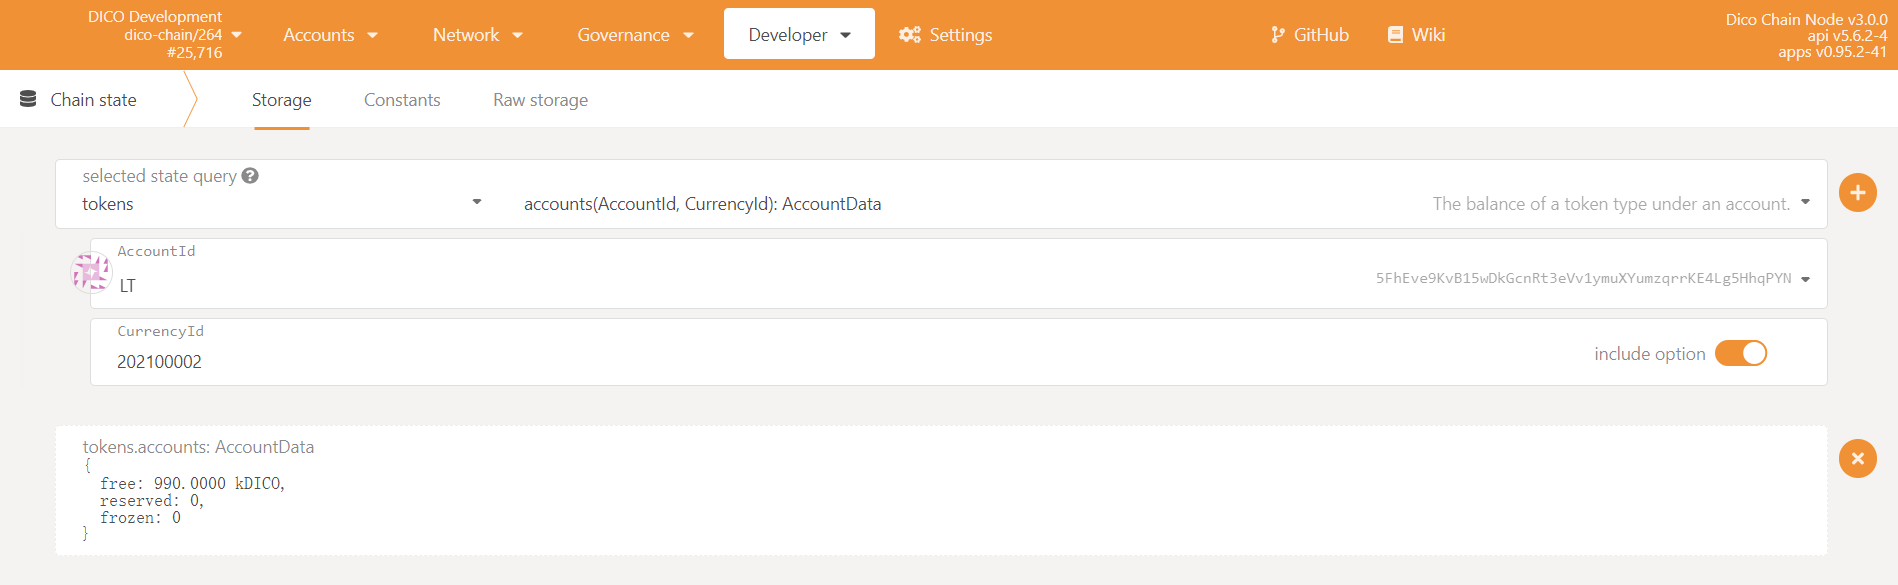 DICO Development
dico-chain/264
#25,716
Accounts
Network
Governance
Developer
Settings
GitHub
Wiki
Dico Chain Node v3.0.0
api v5.6.2-4
apps v0.95.2-41
Chain state
Storage
Constants
Raw storage
selected state query
tokens
accounts(AccountId, CurrencyId): AccountData
The balance of a token type under an account.
AccountId
LT
5FhEve9KvB15wDkGcnRt3eVv1ymuXYumzqrrKE4Lg5HhqPYN
CurrencyId
202100002
include option
tokens.accounts: AccountData
{
free: 990.0000 kDICO,
reserved: 0,
frozen: 0
}